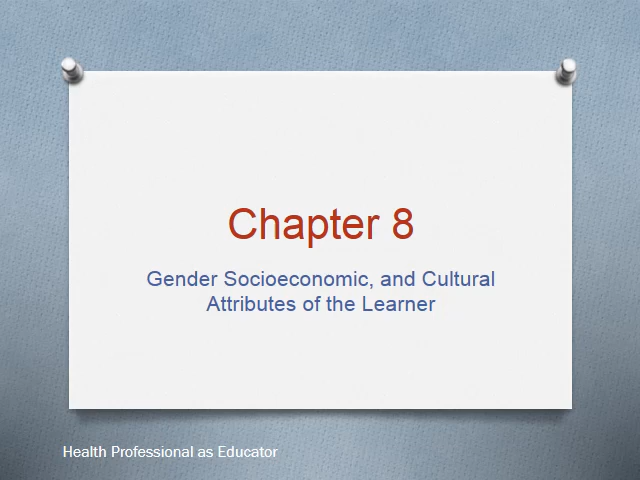 Chapter 8
Gender Socioeconomic, and Cultural
Attributes of the Learner
Health Professional as Educator